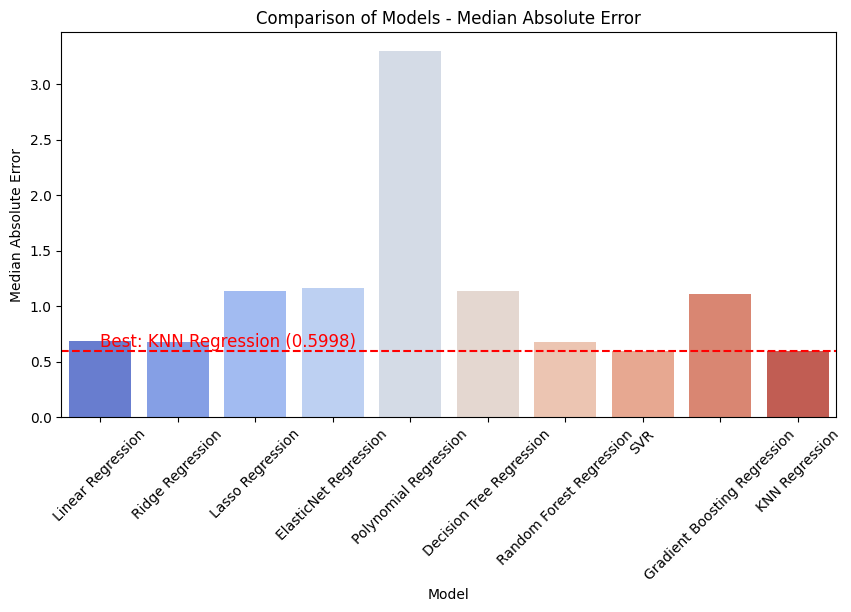 Comparison of Models - Median Absolute Error
Median Absolute Error
3.0
2.5
2.0
1.5
1.0
0.5
0.0
Best: KNN Regression (0.5998)
Linear Regression
Ridge Regression
Lasso Regression
ElasticNet Regression
Polynomial Regression
Decision Tree Regression
Random Forest Regression
SVR
Gradient Boosting Regression
KNN Regression
Model